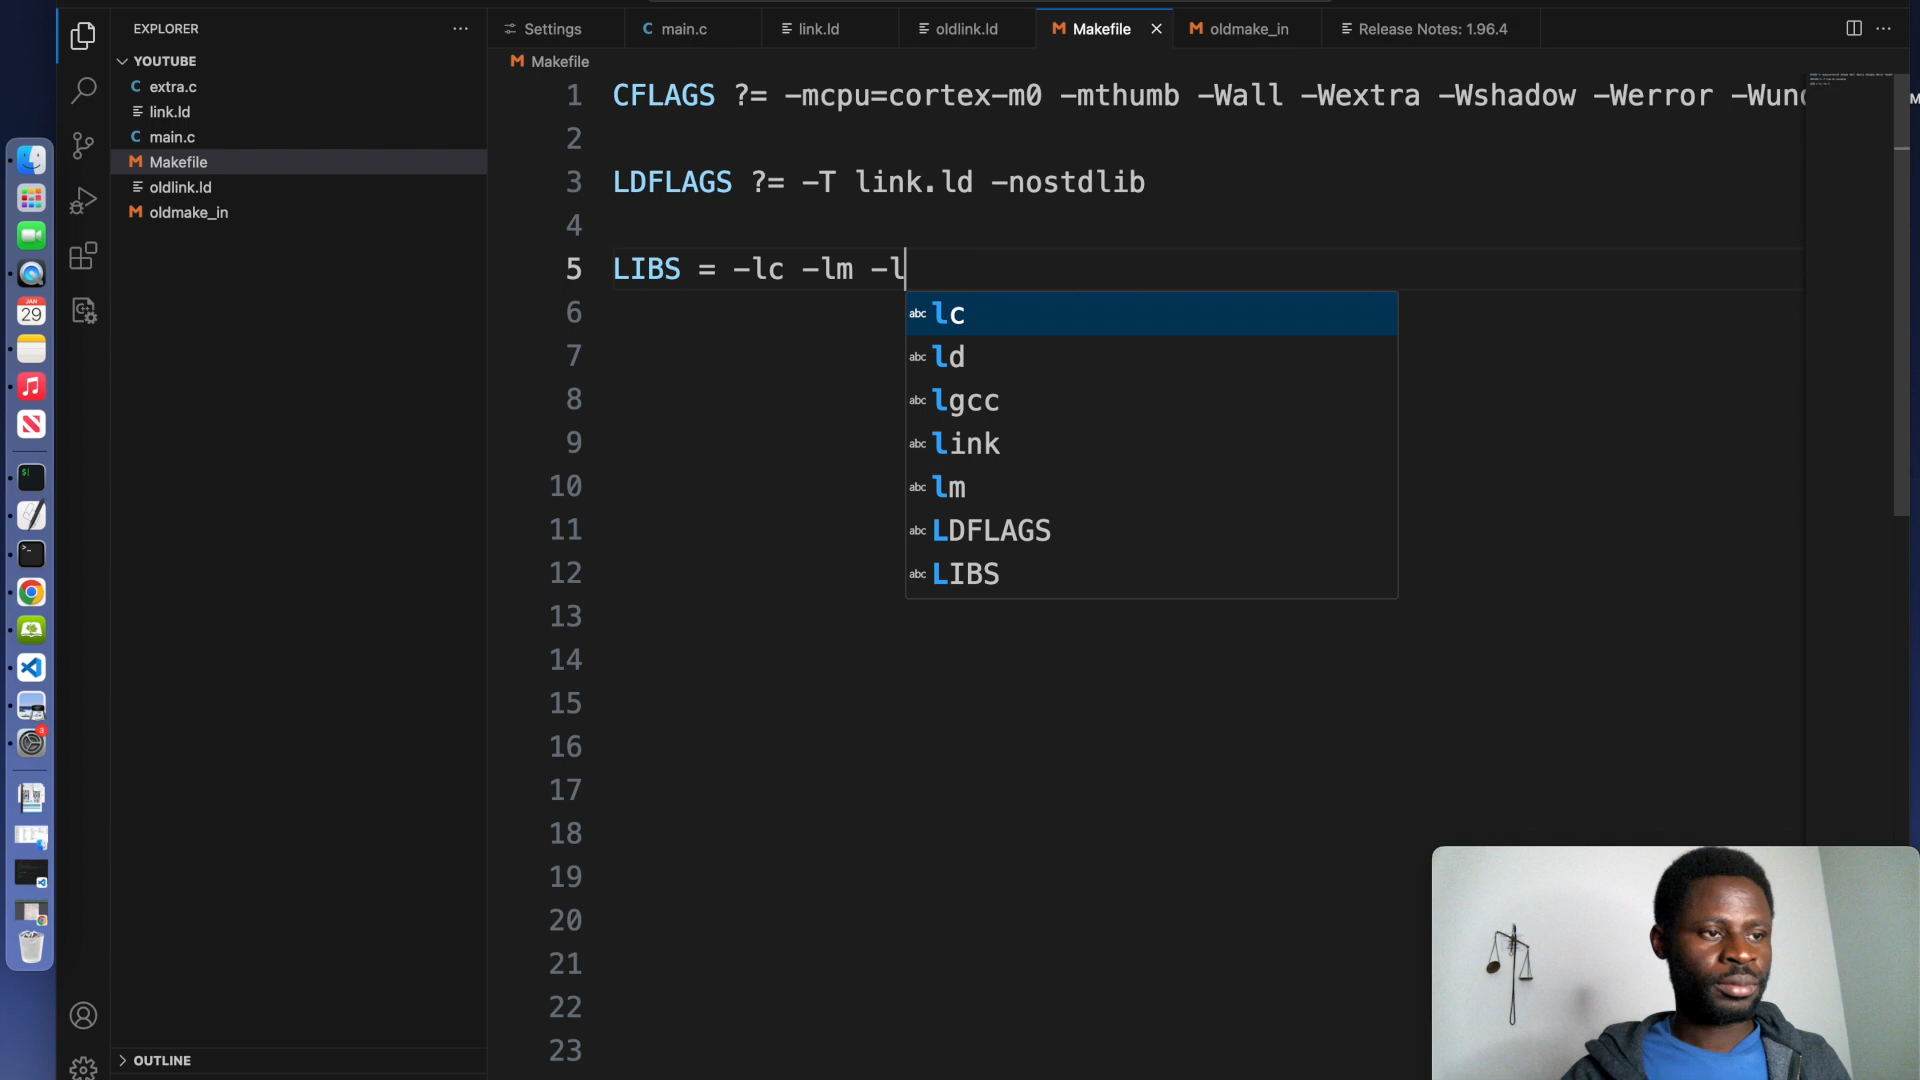 EXPLORER
YOUTUBE
extra.c
link.ld
main.c
Makefile
oldlink.ld
oldmake_in
OUTLINE
Settings
main.c
link.ld
oldlink.ld
Makefile
oldmake_in
Release Notes: 1.96.4
Makefile
1 CFLAGS ?= -mcpu=cortex-m0 -mthumb -Wall -Wextra -Wshadow -Werror -Wund
2
3 LDFLAGS ?= -T link.ld -nostdlib
4
5 LIBS = -lc -lm -l
abc lc
abc ld
abc lgcc
abc link
abc lm
abc LDFLAGS
abc LIBS
6
7
8
9
10
11
12
13
14
15
16
17
18
19
20
21
22
23
JAN
29
3